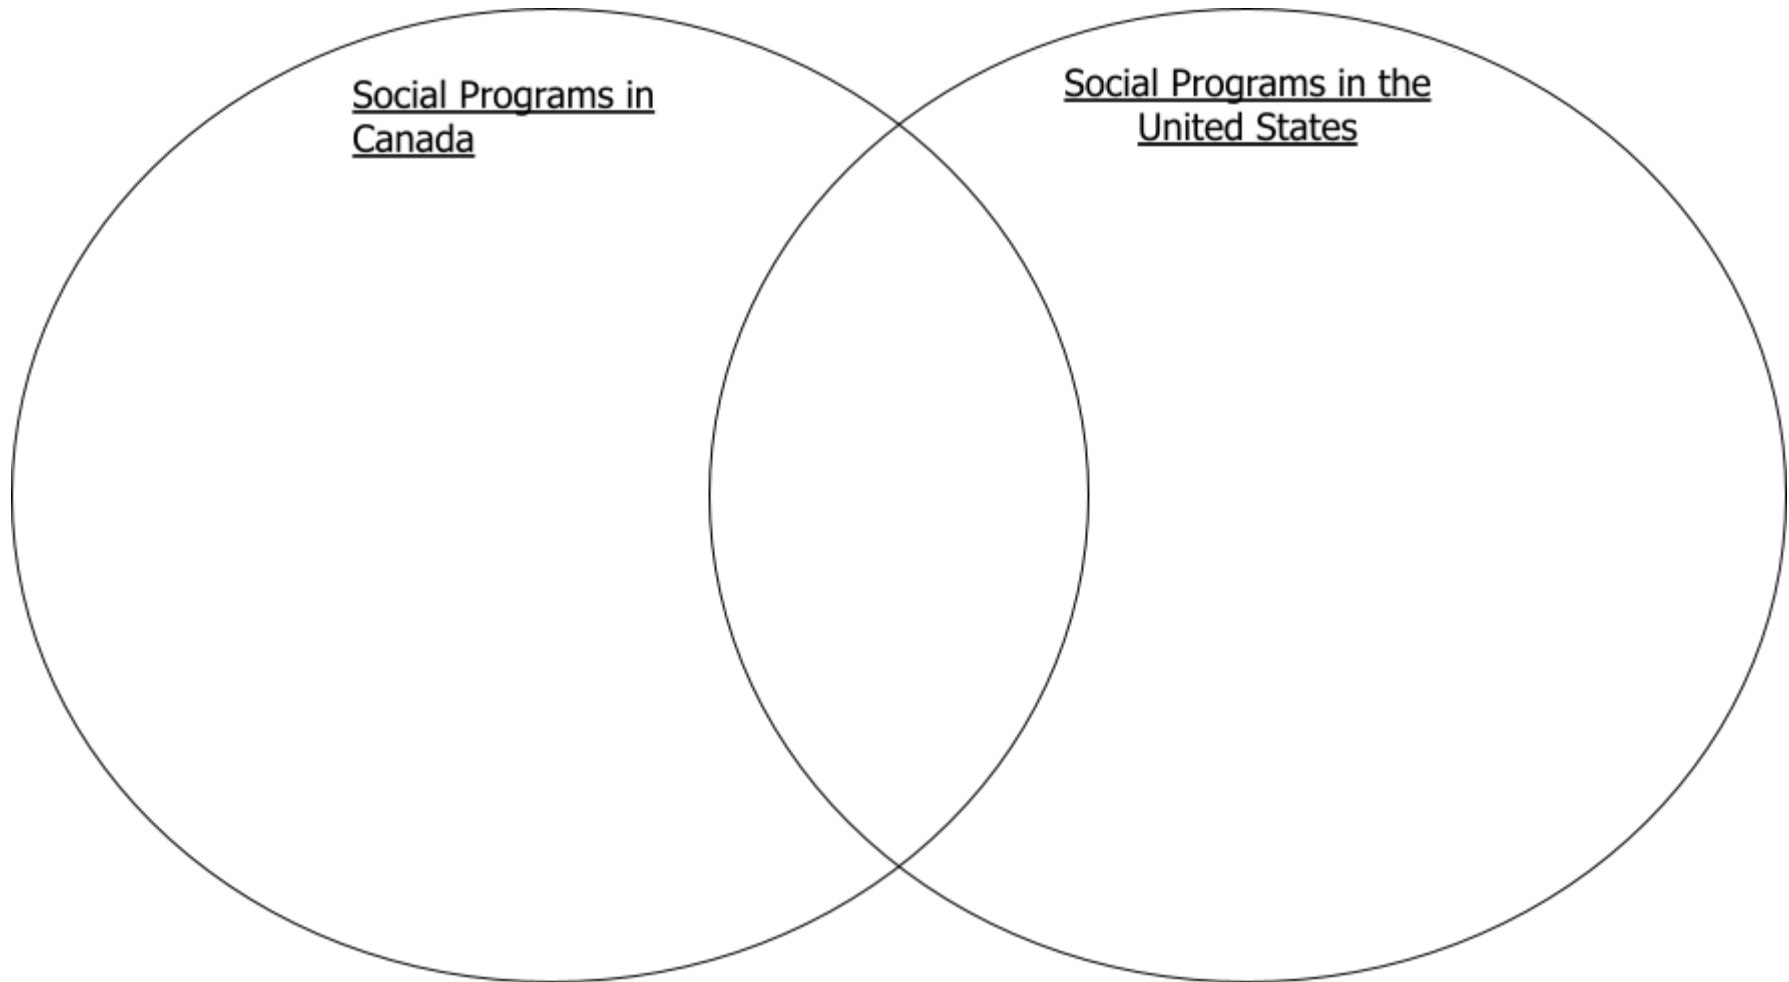 Social Programs in
Canada
Social Programs in the
United States